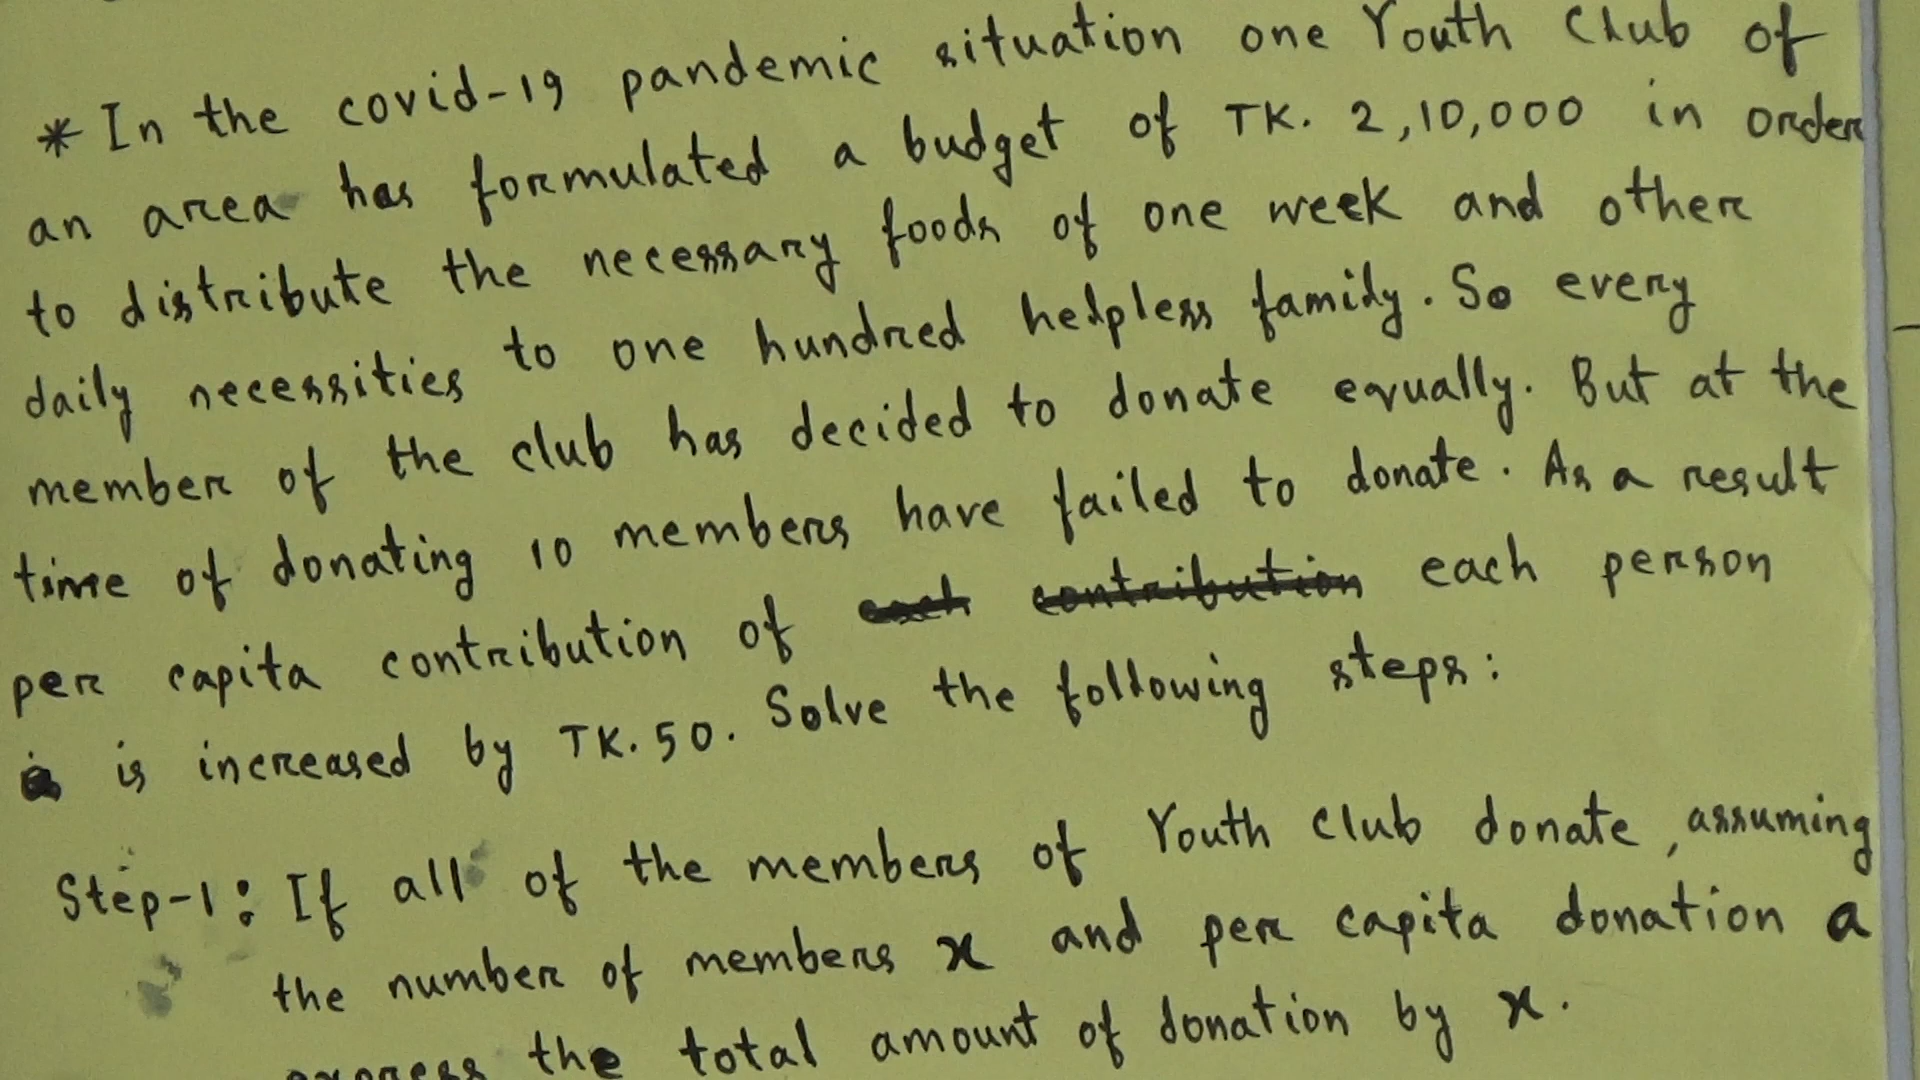 * In the covid-19 pandemic situation one Youth Club of
an area has formulated a budget of TK. 2,10,000 in order
to distribute the necessary foods of one week and other
daily necessities to one hundred helpless family. So every
member of the club has decided to donate equally. But at the
time of donating 10 members have failed to donate. As a result
per capita contribution of each contribution each person
is increased by TK. 50. Solve the following steps:
Step-1: If all of the members of Youth Club donate, assuming
the number of members x and per capita donation a
express the total amount of donation by x.